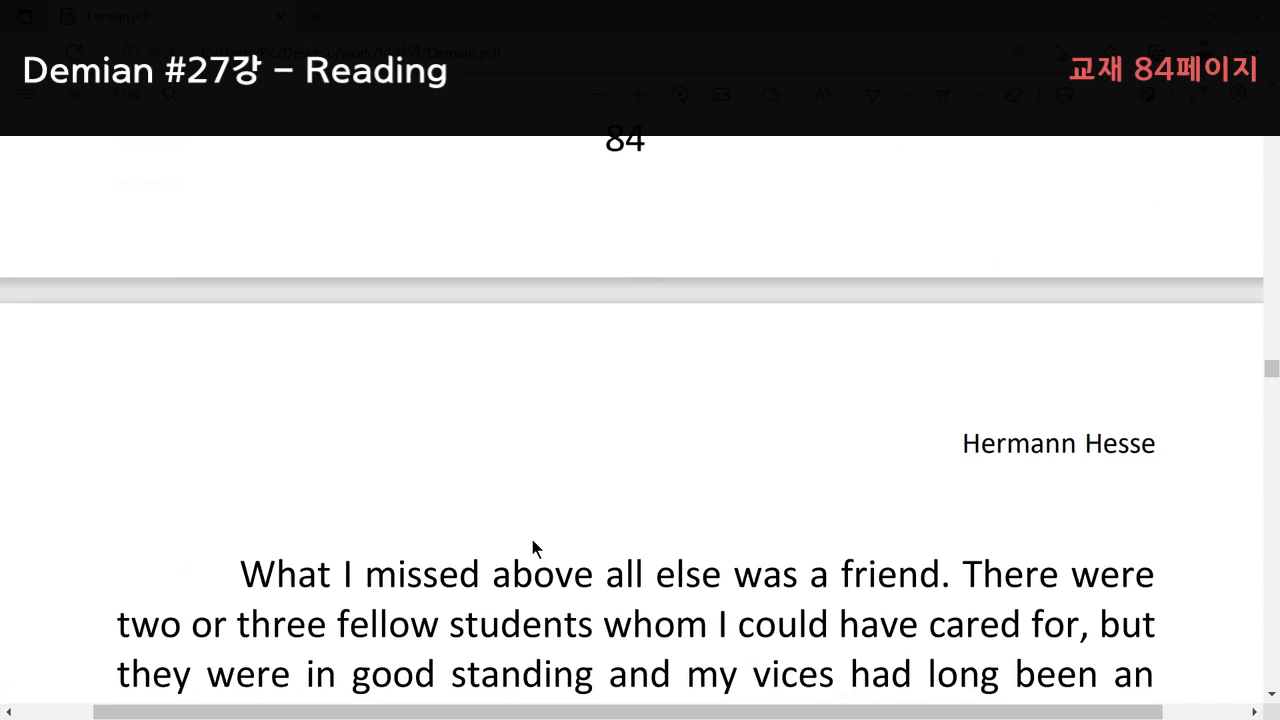 Demian.pdf
Demian #27강 – Reading
교재 84페이지
84
Hermann Hesse
What I missed above all else was a friend. There were
two or three fellow students whom I could have cared for, but
they were in good standing and my vices had long been an